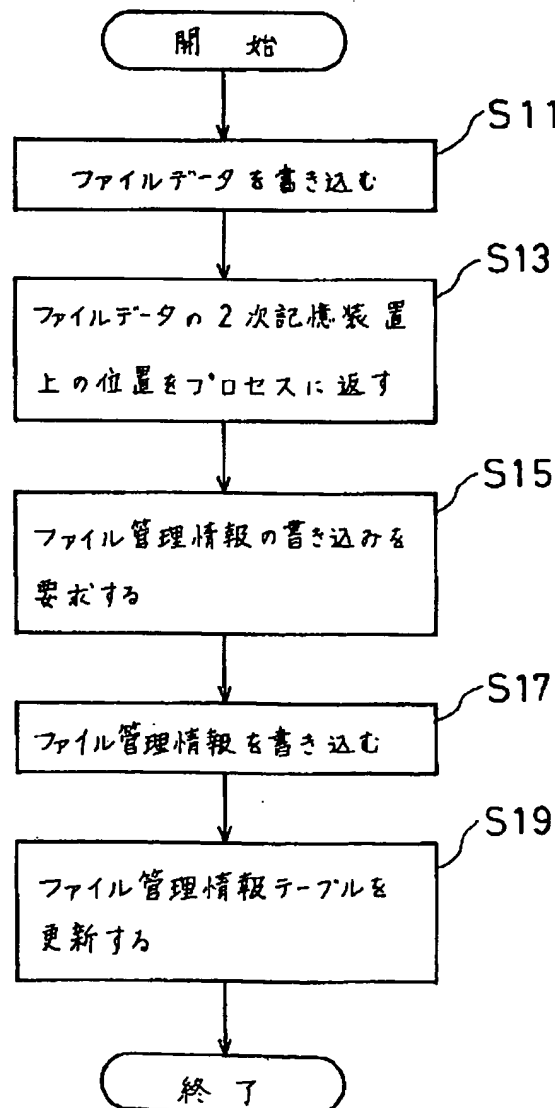 開 始
S11
ファイルデータを書き込む
S13
ファイルデータの2次記憶装置
上の位置をプロセスに返す
S15
ファイル管理情報の書き込みを
要求する
S17
ファイル管理情報を書き込む
S19
ファイル管理情報テーブルを
更新する
終 了